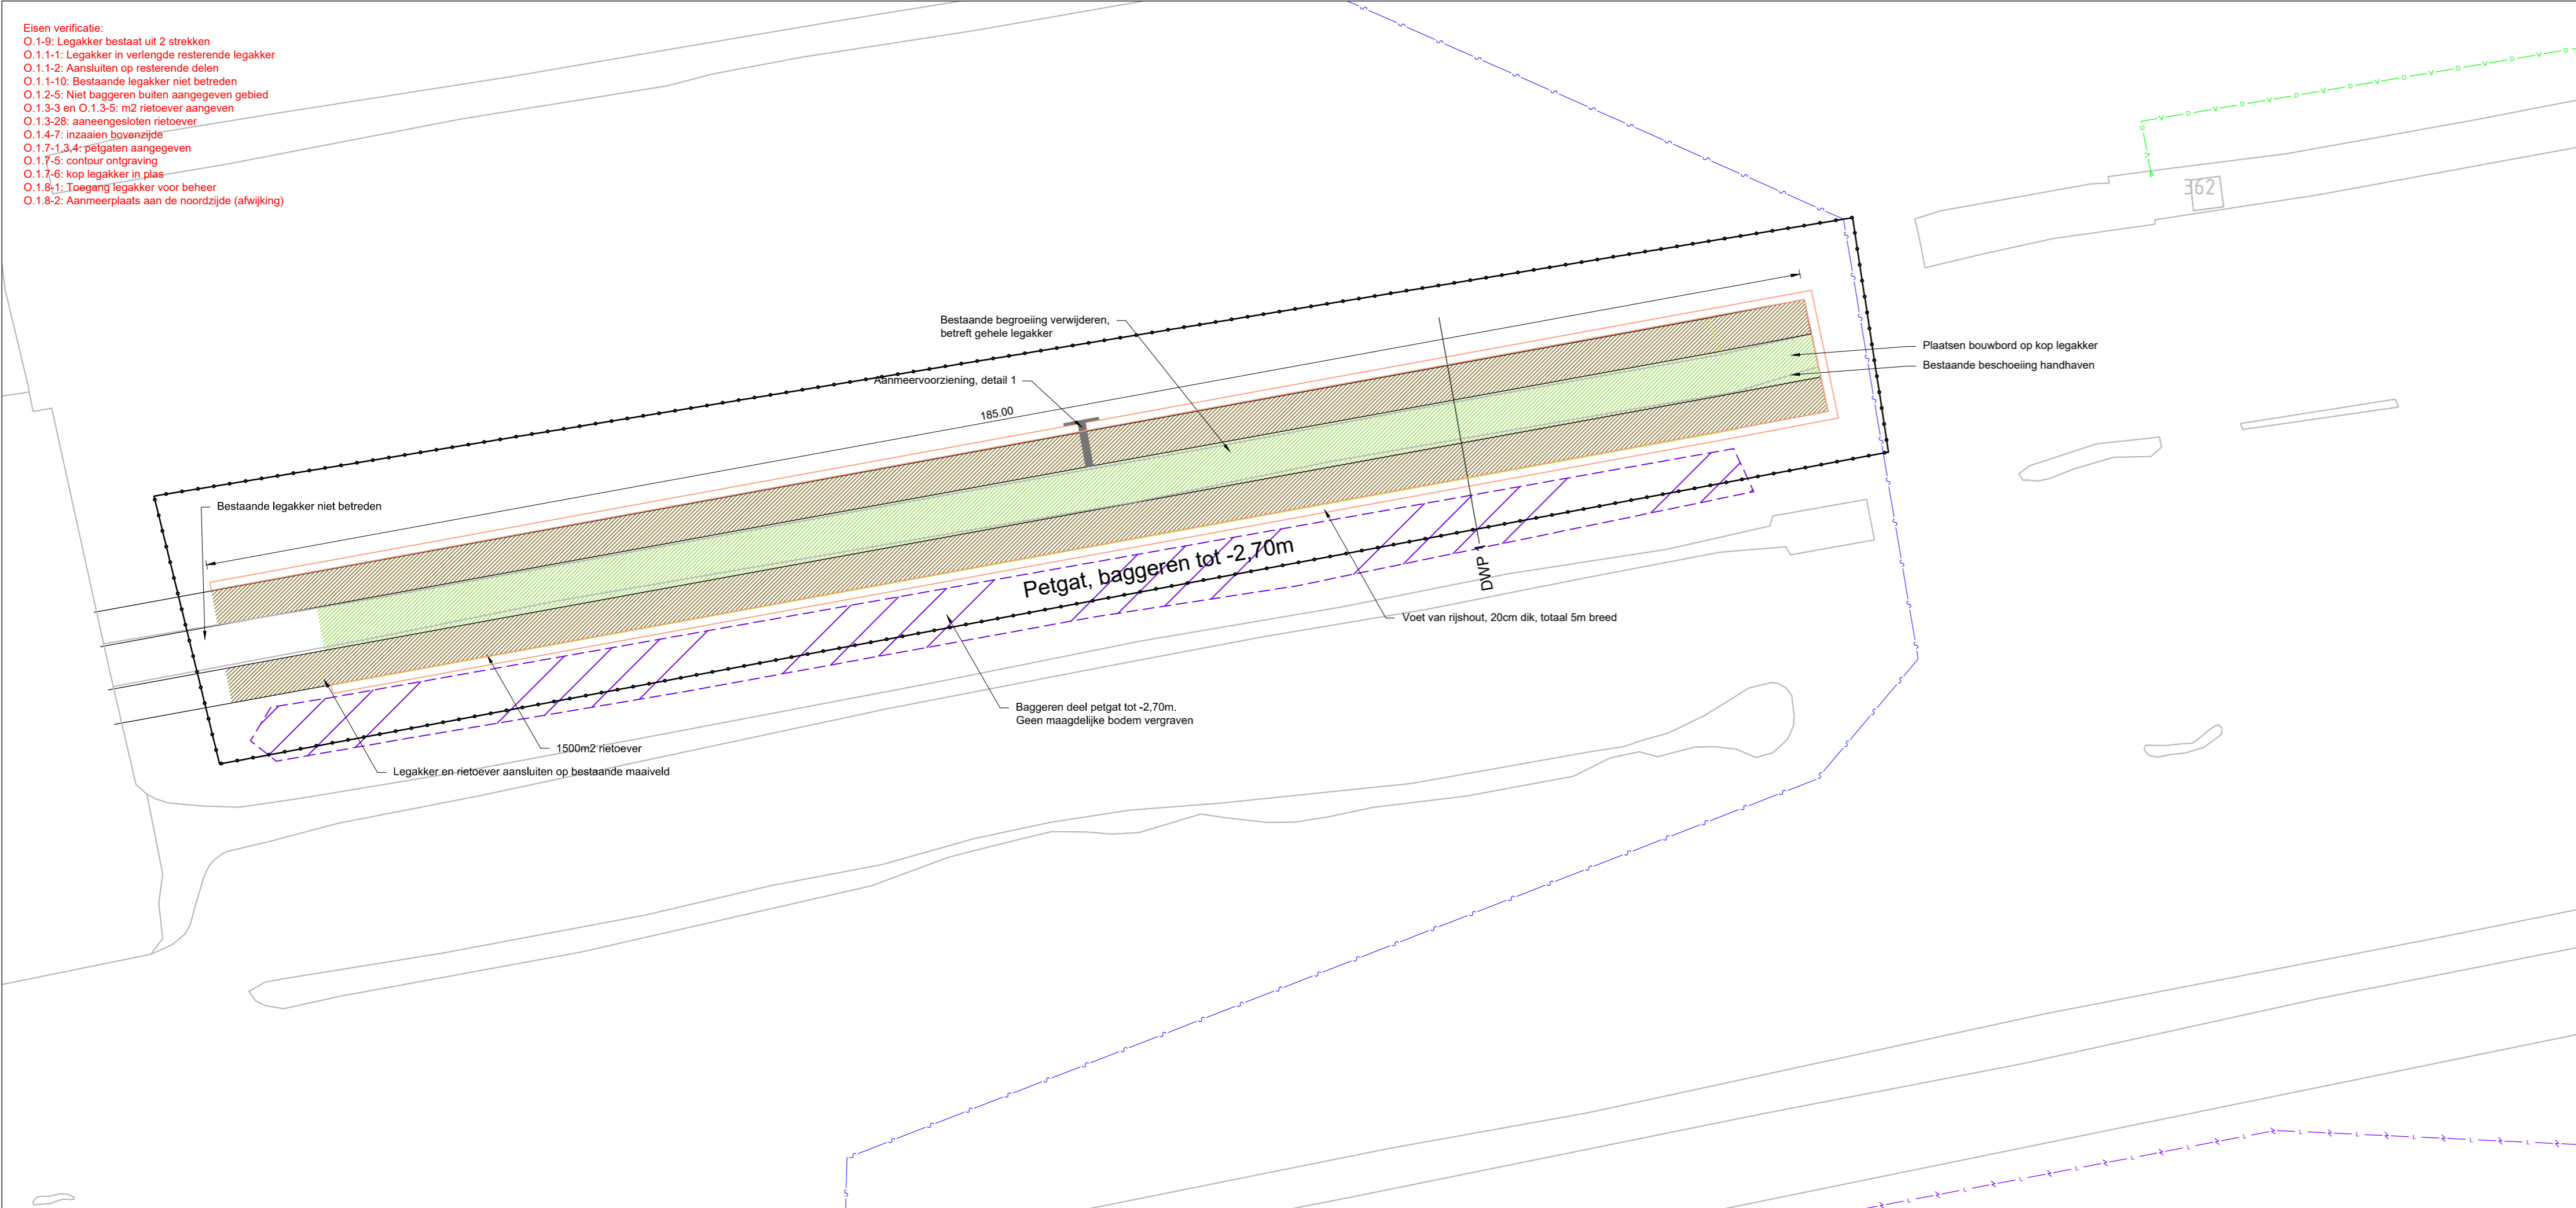 Eisen verificatie:
O.1-9: Legakker bestaat uit 2 strekken
O.1.1-1: Legakker in verlengde resterende legakker
O.1.1-2: Aansluiten op resterende delen
O.1.1-10: Bestaande legakker niet betreden
O.1.2-5: Niet baggeren buiten aangegeven gebied
O.1.3-3 en O.1.3-5: m2 rietoever aangeven
O.1.3-28: aaneengesloten rietoever
O.1.4-7: inzaaien bovenzijde
O.1.7-1,3,4: petgaten aangegeven
O.1.7-5: contour ontgraving
O.1.7-6: kop legakker in plas
O.1.8-1: Toegang legakker voor beheer
O.1.8-2: Aanmeerplaats aan de noordzijde (afwijking)
362
Bestaande begroeiing verwijderen,
betreft gehele legakker
Plaatsen bouwbord op kop legakker
Bestaande beschoeiing handhaven
Aanmeervoorziening, detail 1
185.00
Bestaande legakker niet betreden
Petgat, baggeren tot -2,70m
DWP 1
Voet van rijshout, 20cm dik, totaal 5m breed
Baggeren deel petgat tot -2,70m.
Geen maagdelijke bodem vergraven
1500m2 rietoever
Legakker en rietoever aansluiten op bestaande maaiveld